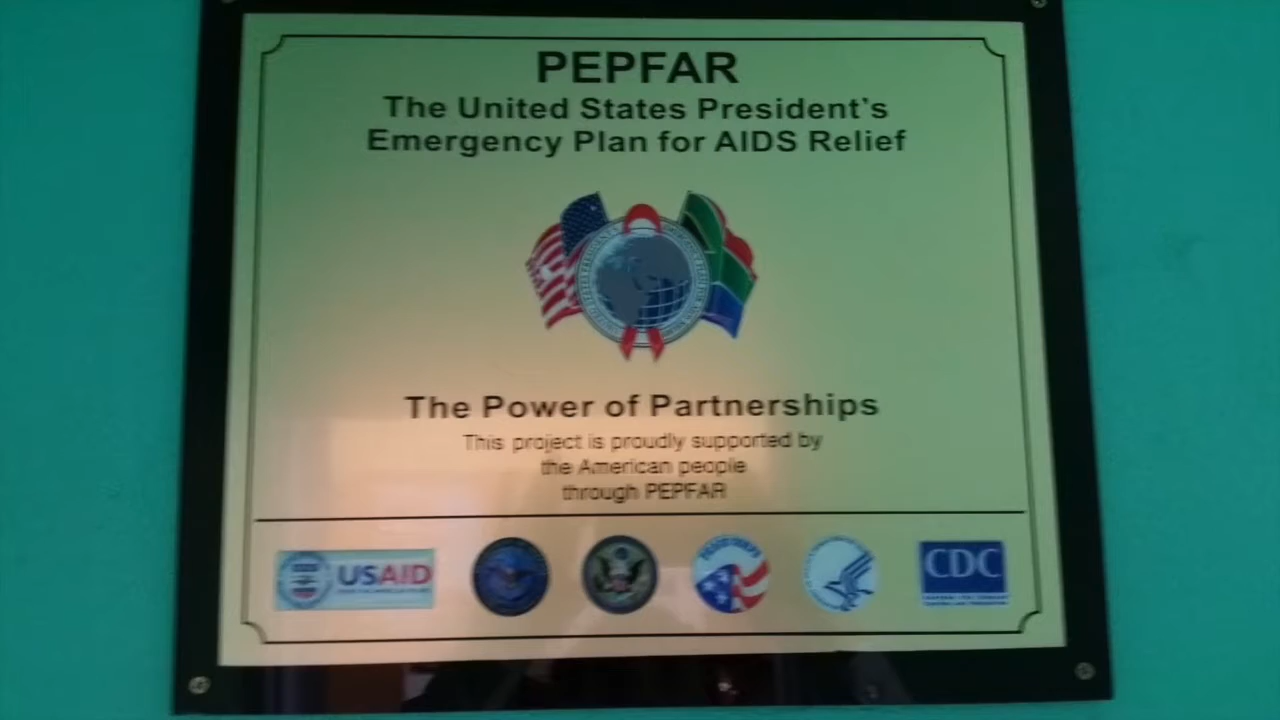 PEPFAR
The United States President's
Emergency Plan for AIDS Relief
The Power of Partnerships
This project is proudly supported by
the American people
through PEPFAR
USAID
CDC